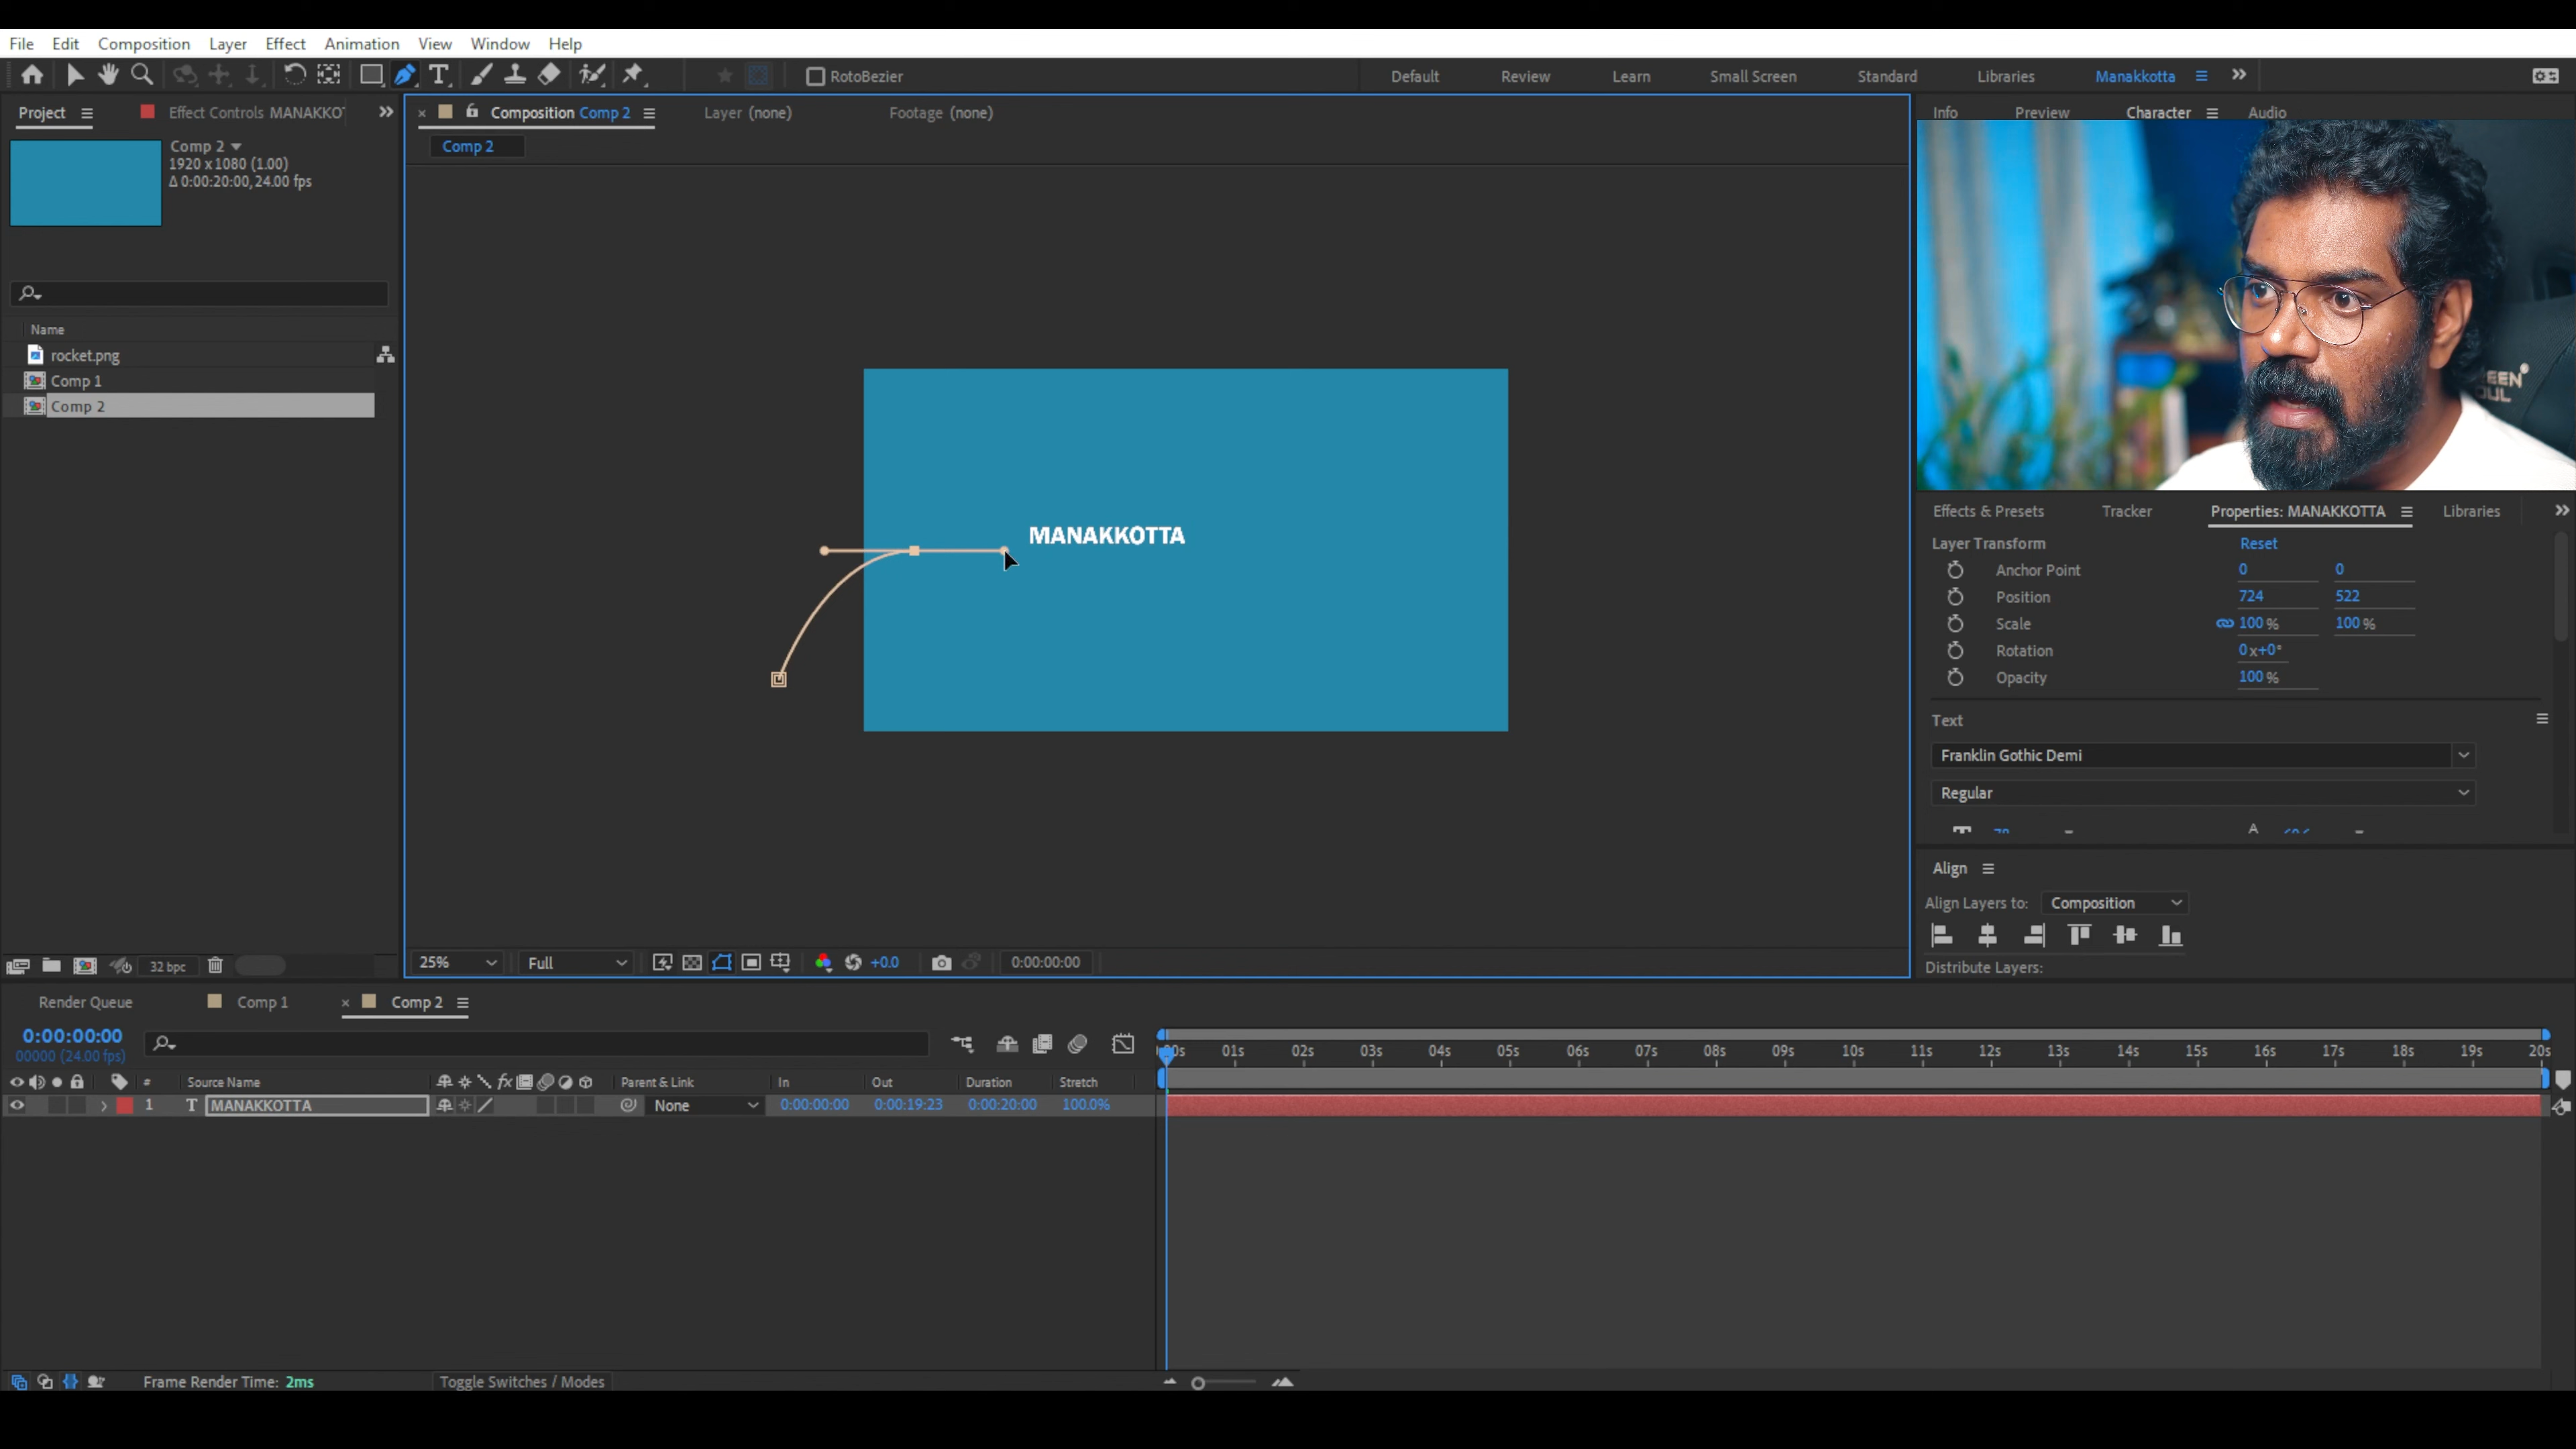 File Edit Composition Layer Effect Animation View Window Help
RotoBezier Default Review Learn Small Screen Standard Libraries Manakkotta
Project Effect Controls MANAKKO
Composition Comp 2 Layer (none) Footage (none)
Info Preview Character Audio
Comp 2
1920 x 1080 (1.00)
Δ 0:00:20:00, 24.00 fps
Comp 2
Name
rocket.png
Comp 1
Comp 2
MANAKKOTTA
Effects & Presets Tracker Properties: MANAKKOTTA Libraries
Layer Transform Reset
Anchor Point 0 0
Position 724 522
Scale 100 % 100 %
Rotation 0x+0°
Opacity 100 %
Text
Franklin Gothic Demi
Regular
Align
Align Layers to: Composition
Distribute Layers:
32 bpc
25% Full +0.0 0:00:00:00
Render Queue Comp 1 Comp 2
0:00:00:00
00000 (24.00 fps)
01s 02s 03s 04s 05s 06s 07s 08s 09s 10s 11s 12s 13s 14s 15s 16s 17s 18s 19s 20s
# Source Name fx Parent & Link In Out Duration Stretch
1 T MANAKKOTTA None 0:00:00:00 0:00:19:23 0:00:20:00 100.0%
Frame Render Time: 2ms Toggle Switches / Modes